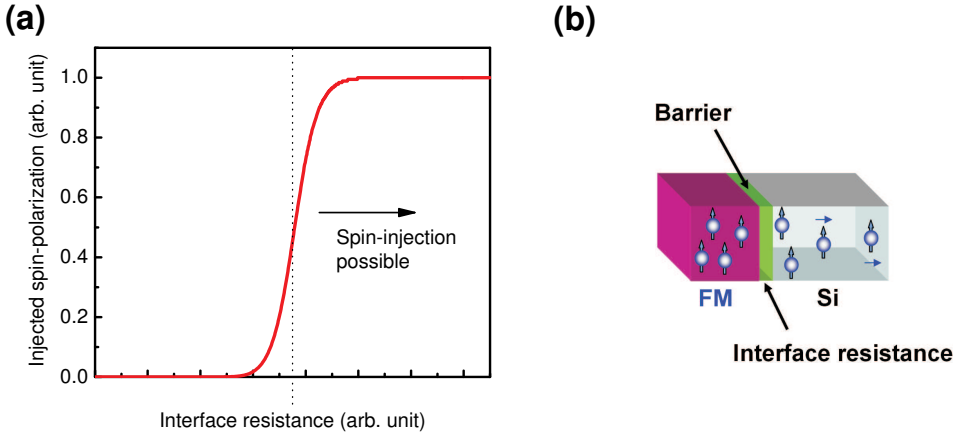 (a)
(b)
Injected spin-polarization (arb. unit)
1.0
0.8
0.6
0.4
0.2
0.0
Spin-injection
possible
Interface resistance (arb. unit)
Barrier
FM
Si
Interface resistance